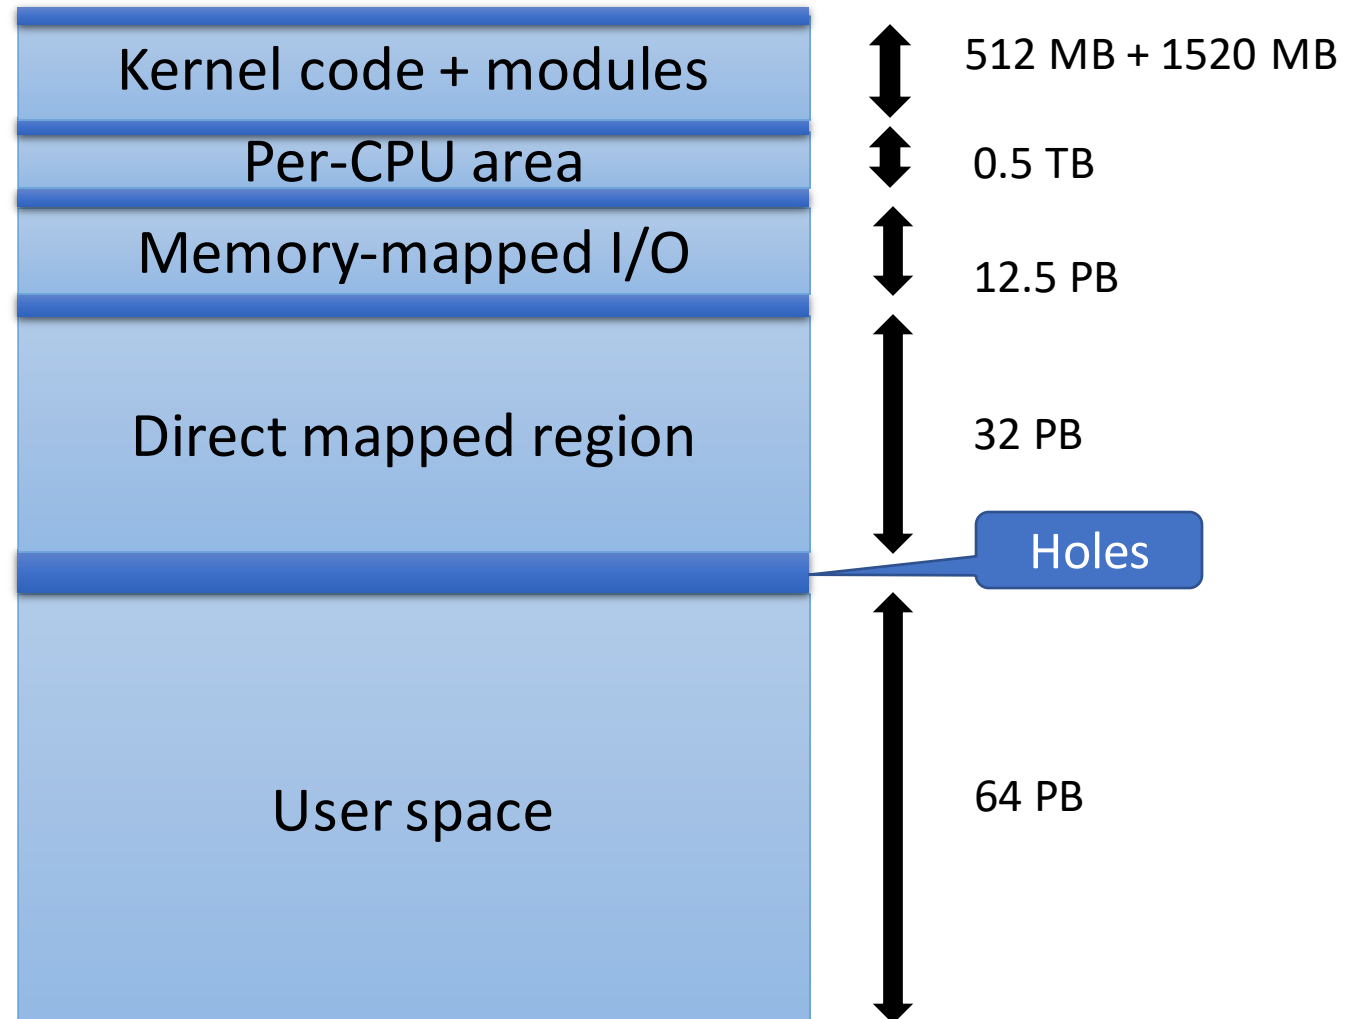 Kernel code + modules
512 MB + 1520 MB
Per-CPU area
0.5 TB
Memory-mapped I/O
12.5 PB
Direct mapped region
32 PB
Holes
User space
64 PB